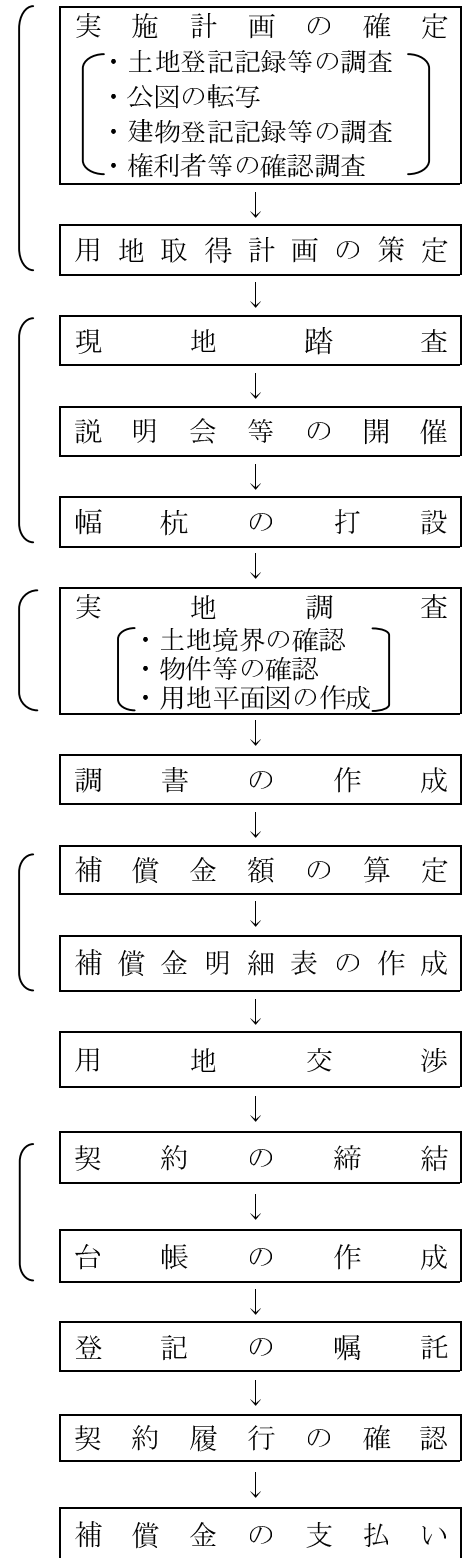 実施計画の確定
・土地登記記録等の調査
・公図の転写
・建物登記記録等の調査
・権利者等の確認調査
↓
用地取得計画の策定
↓
現地踏査
↓
説明会等の開催
↓
幅杭の打設
↓
実地調査
・土地境界の確認
・物件等の確認
・用地平面図の作成
↓
調書の作成
↓
補償金額の算定
↓
補償金明細表の作成
↓
用地交渉
↓
契約の締結
↓
台帳の作成
↓
登記の嘱託
↓
契約履行の確認
↓
補償金の支払い